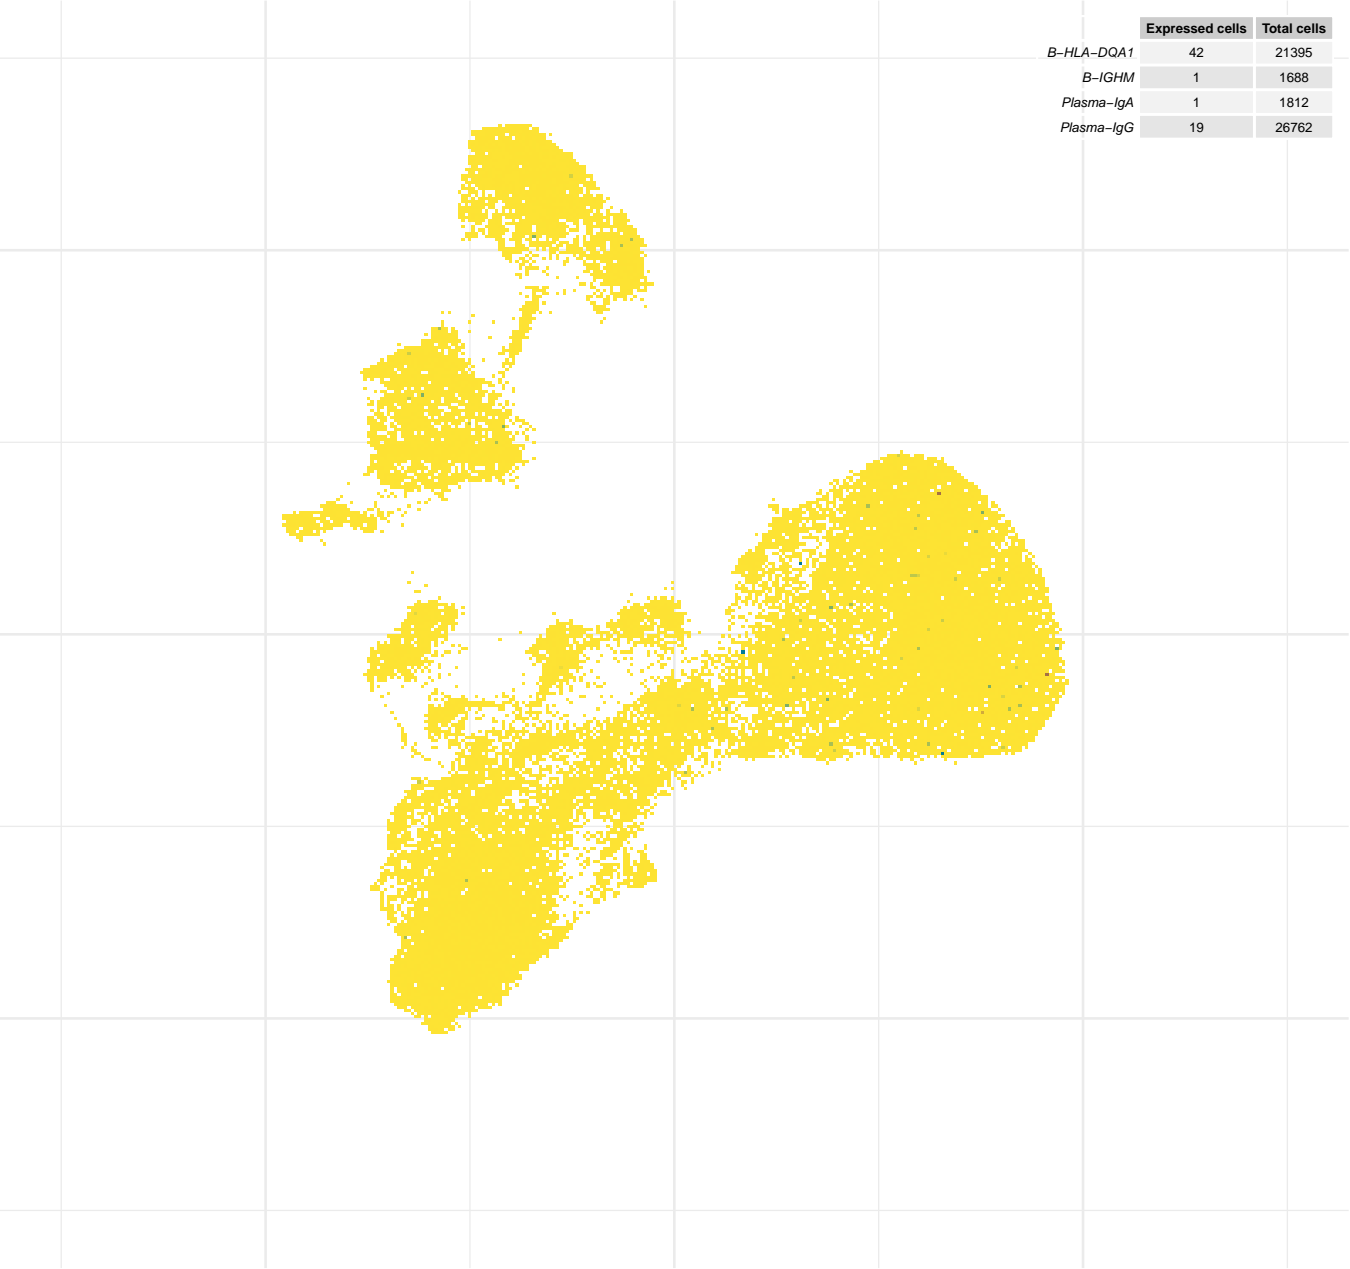 Expressed cells Total cells
B−HLA−DQA1 42 21395
B−IGHM 1 1688
Plasma−IgA 1 1812
Plasma−IgG 19 26762